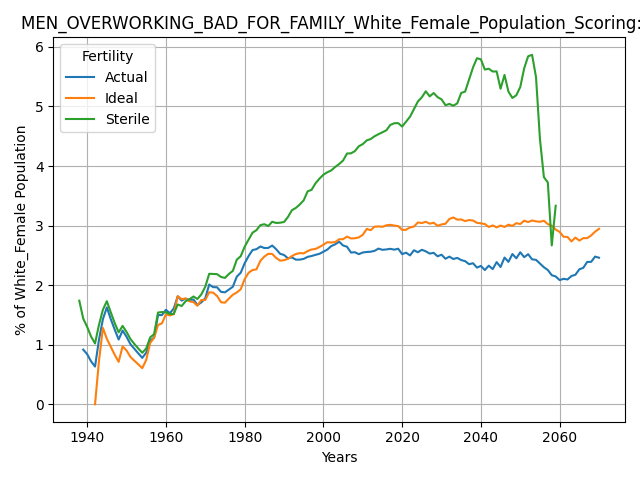 MEN_OVERWORKING_BAD_FOR_FAMILY_White_Female_Population_Scoring:
Fertility
Actual
Ideal
Sterile
% of White_Female Population
6
5
4
3
2
1
0
1940 1960 1980 2000 2020 2040 2060
Years